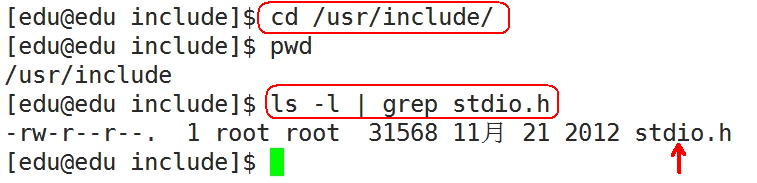 [edu@edu include]$ cd /usr/include/
[edu@edu include]$ pwd
/usr/include
[edu@edu include]$ ls -l | grep stdio.h
-rw-r--r--.  1 root root  31568 11月 21 2012 stdio.h
[edu@edu include]$